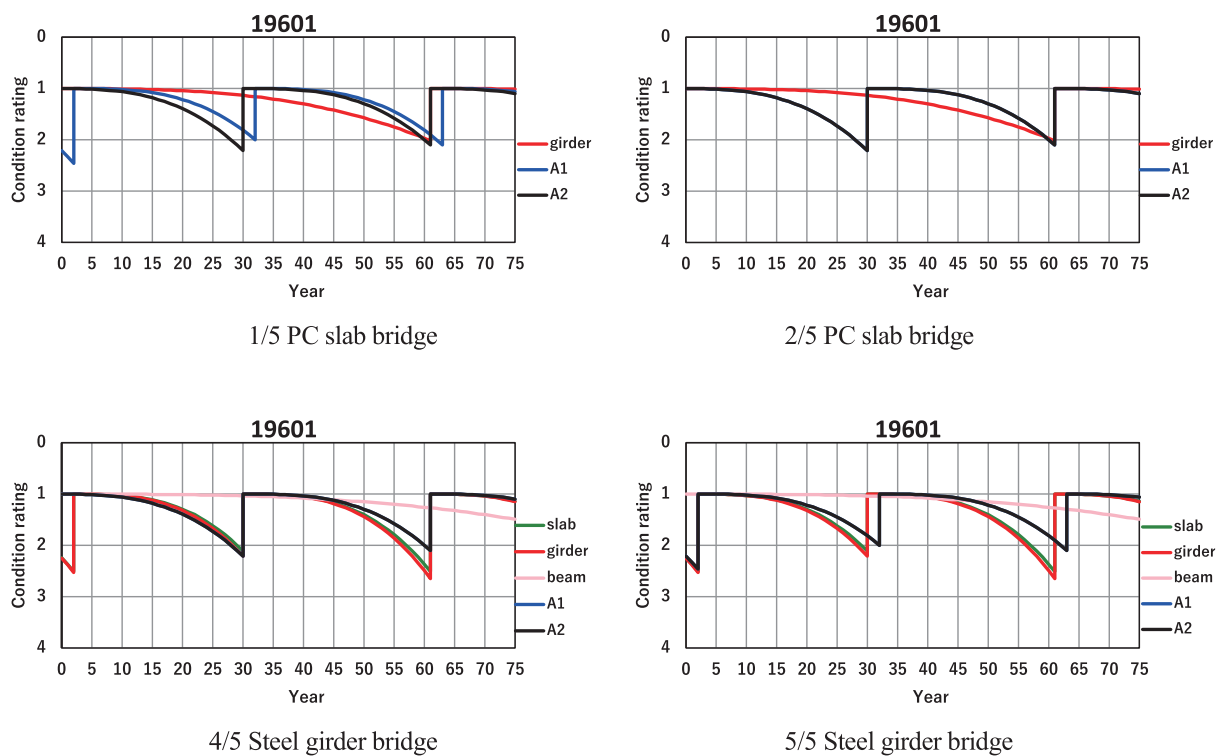 19601
0
1
2
3
4
Condition rating
0 5 10 15 20 25 30 35 40 45 50 55 60 65 70 75
Year
girder
A1
A2
1/5 PC slab bridge
19601
0
1
2
3
4
Condition rating
0 5 10 15 20 25 30 35 40 45 50 55 60 65 70 75
Year
girder
A1
A2
2/5 PC slab bridge
19601
0
1
2
3
4
Condition rating
0 5 10 15 20 25 30 35 40 45 50 55 60 65 70 75
Year
slab
girder
beam
A1
A2
4/5 Steel girder bridge
19601
0
1
2
3
4
Condition rating
0 5 10 15 20 25 30 35 40 45 50 55 60 65 70 75
Year
slab
girder
beam
A1
A2
5/5 Steel girder bridge